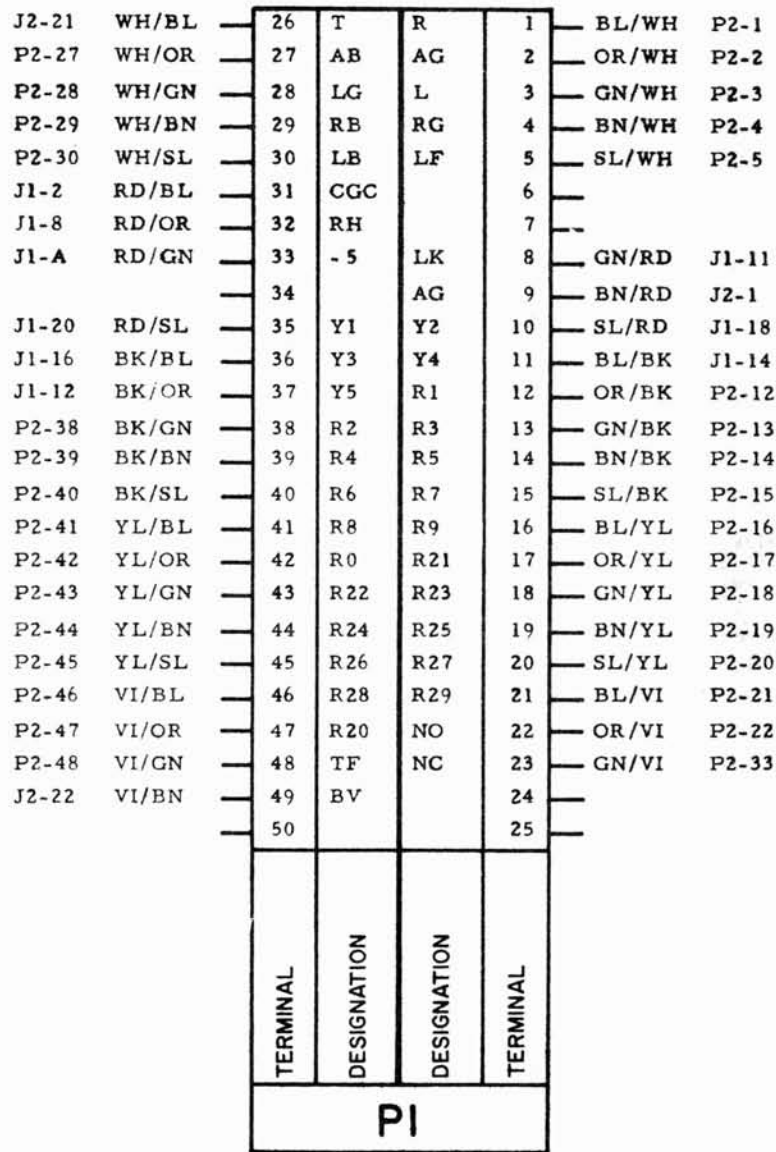 J2-21 WH/BL 26 T R 1 BL/WH P2-1
P2-27 WH/OR 27 AB AG 2 OR/WH P2-2
P2-28 WH/GN 28 LG L 3 GN/WH P2-3
P2-29 WH/BN 29 RB RG 4 BN/WH P2-4
P2-30 WH/SL 30 LB LF 5 SL/WH P2-5
J1-2 RD/BL 31 CGC 6
J1-8 RD/OR 32 RH 7
J1-A RD/GN 33 -5 LK 8 GN/RD J1-11
34 AG 9 BN/RD J2-1
J1-20 RD/SL 35 Y1 Y2 10 SL/RD J1-18
J1-16 BK/BL 36 Y3 Y4 11 BL/BK J1-14
J1-12 BK/OR 37 Y5 R1 12 OR/BK P2-12
P2-38 BK/GN 38 R2 R3 13 GN/BK P2-13
P2-39 BK/BN 39 R4 R5 14 BN/BK P2-14
P2-40 BK/SL 40 R6 R7 15 SL/BK P2-15
P2-41 YL/BL 41 R8 R9 16 BL/YL P2-16
P2-42 YL/OR 42 R0 R21 17 OR/YL P2-17
P2-43 YL/GN 43 R22 R23 18 GN/YL P2-18
P2-44 YL/BN 44 R24 R25 19 BN/YL P2-19
P2-45 YL/SL 45 R26 R27 20 SL/YL P2-20
P2-46 VI/BL 46 R28 R29 21 BL/VI P2-21
P2-47 VI/OR 47 R20 NO 22 OR/VI P2-22
P2-48 VI/GN 48 TF NC 23 GN/VI P2-33
J2-22 VI/BN 49 BV 24
50 25
TERMINAL DESIGNATION DESIGNATION TERMINAL
P1